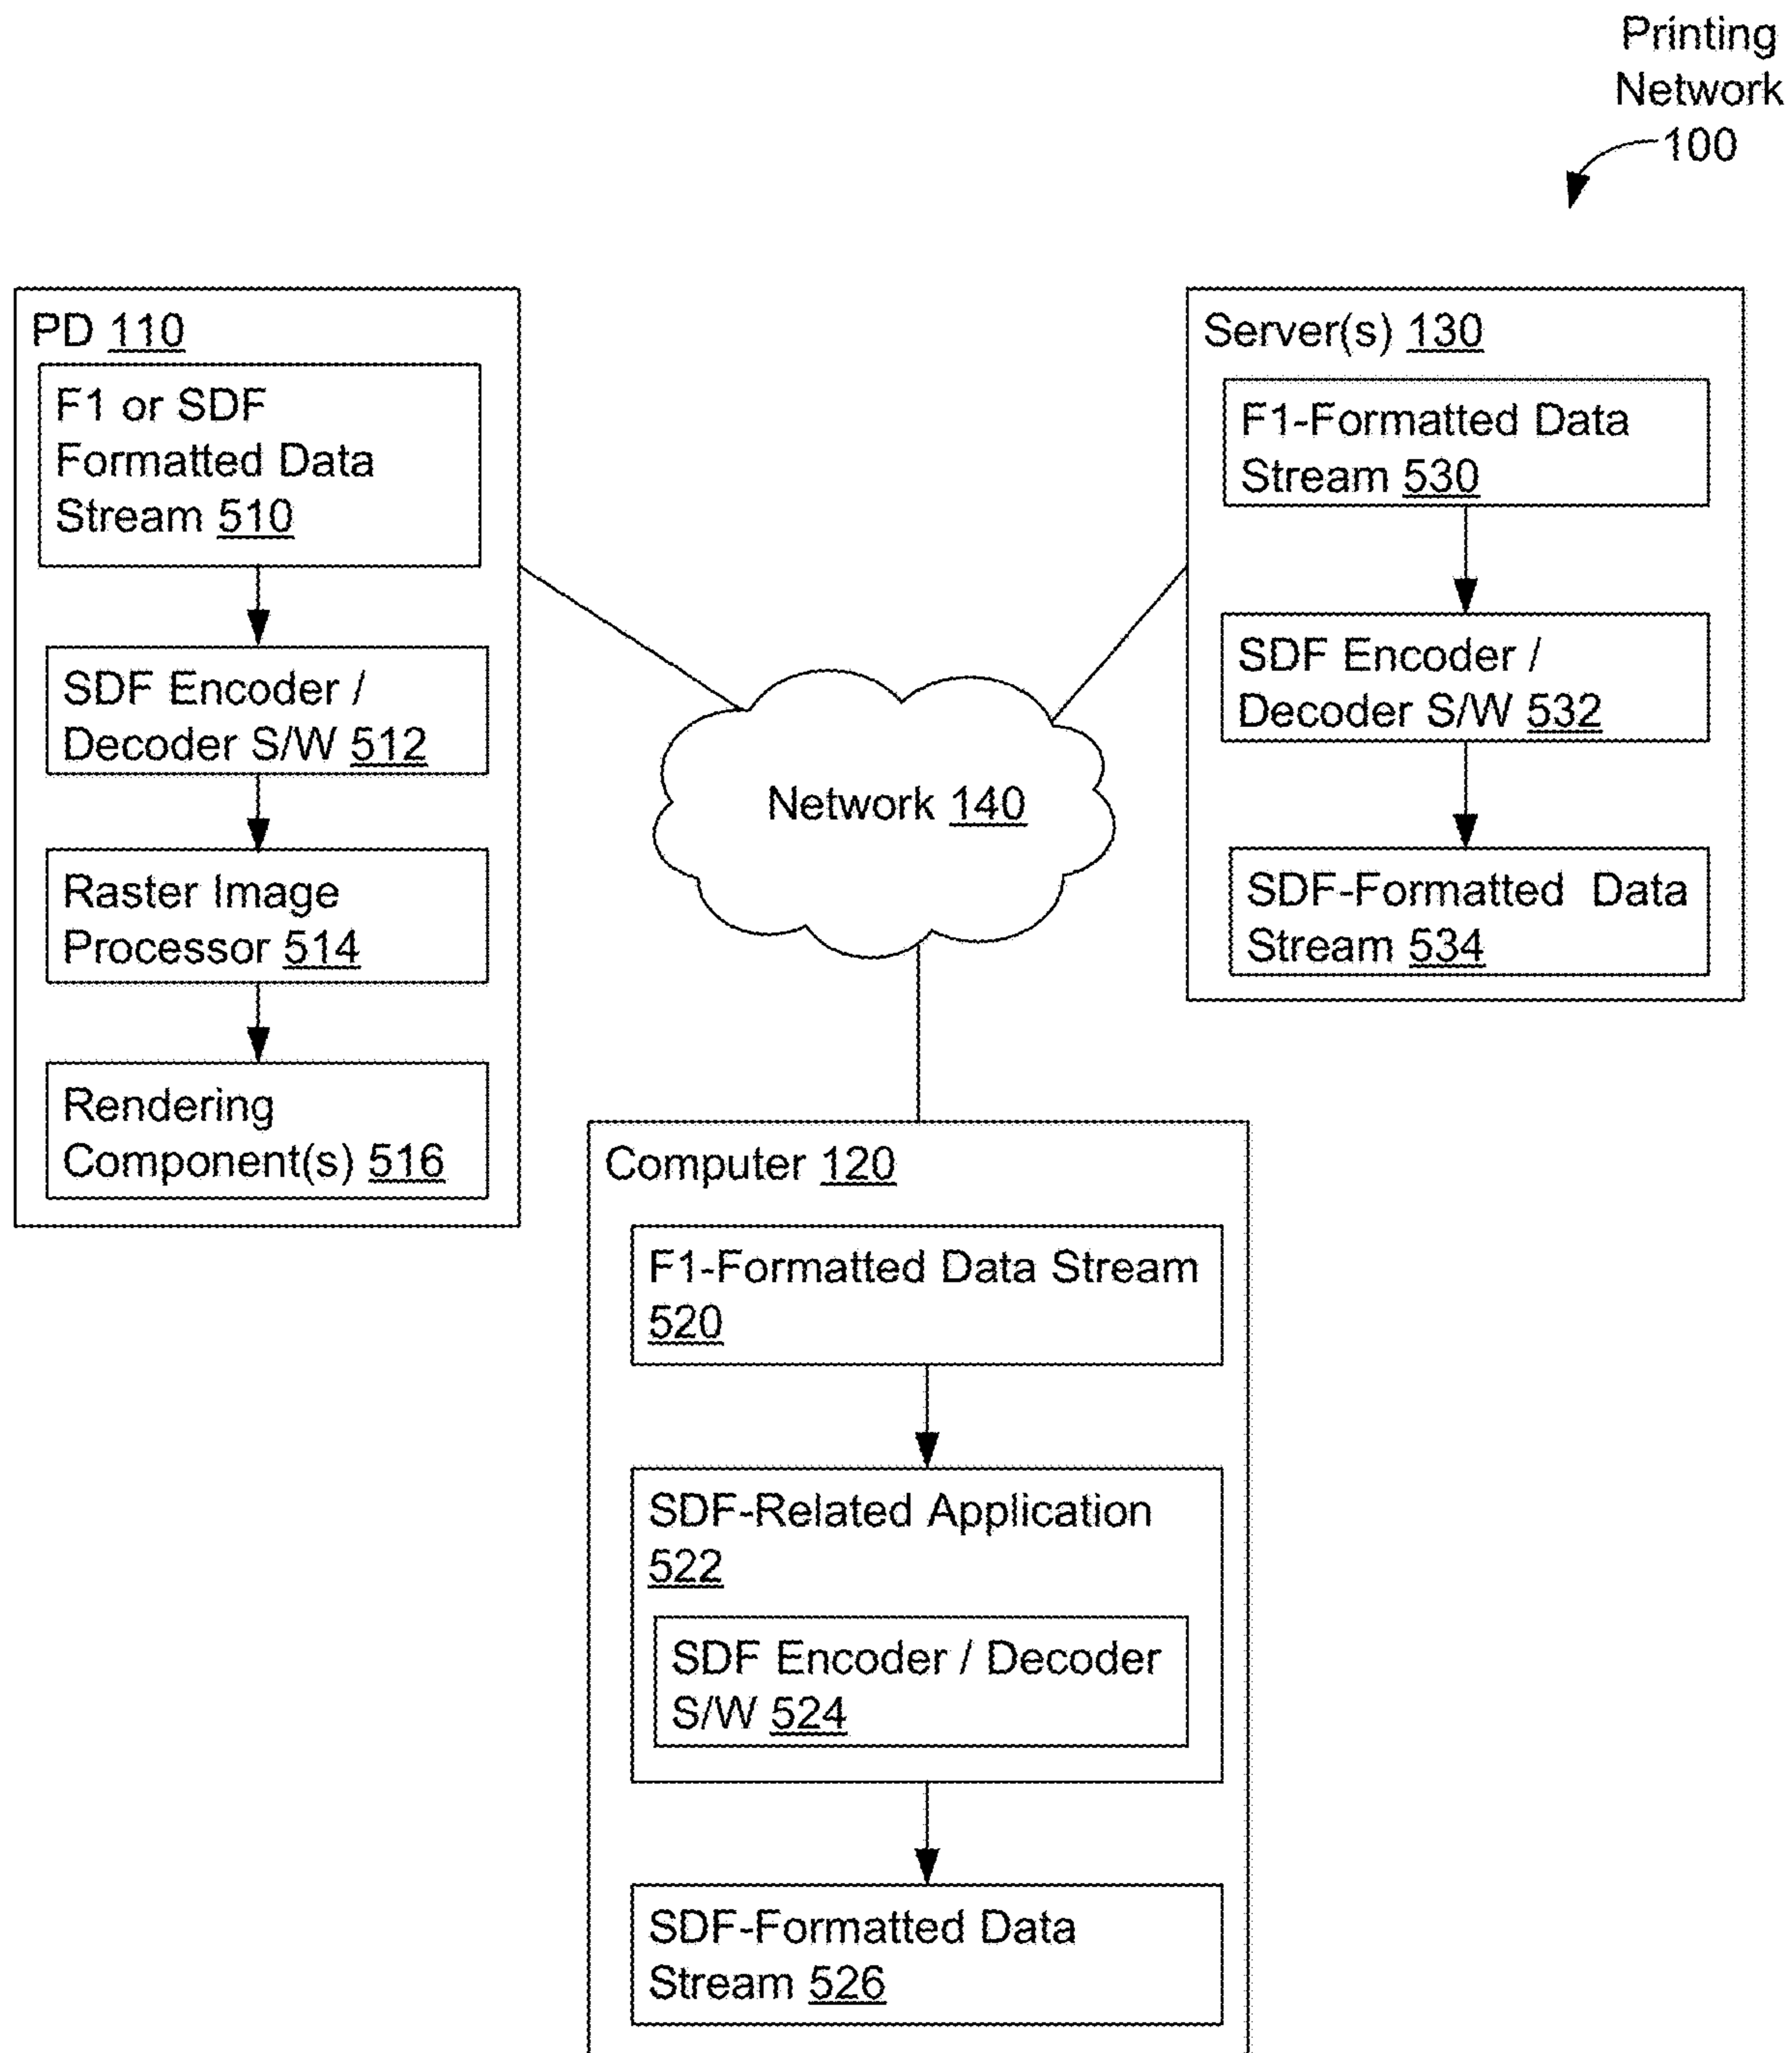 Printing
Network
100
PD 110
F1 or SDF
Formatted Data
Stream 510
SDF Encoder /
Decoder S/W 512
Raster Image
Processor 514
Rendering
Component(s) 516
Server(s) 130
F1-Formatted Data
Stream 530
SDF Encoder /
Decoder S/W 532
SDF-Formatted Data
Stream 534
Network 140
Computer 120
F1-Formatted Data Stream
520
SDF-Related Application
522
SDF Encoder / Decoder
S/W 524
SDF-Formatted Data
Stream 526